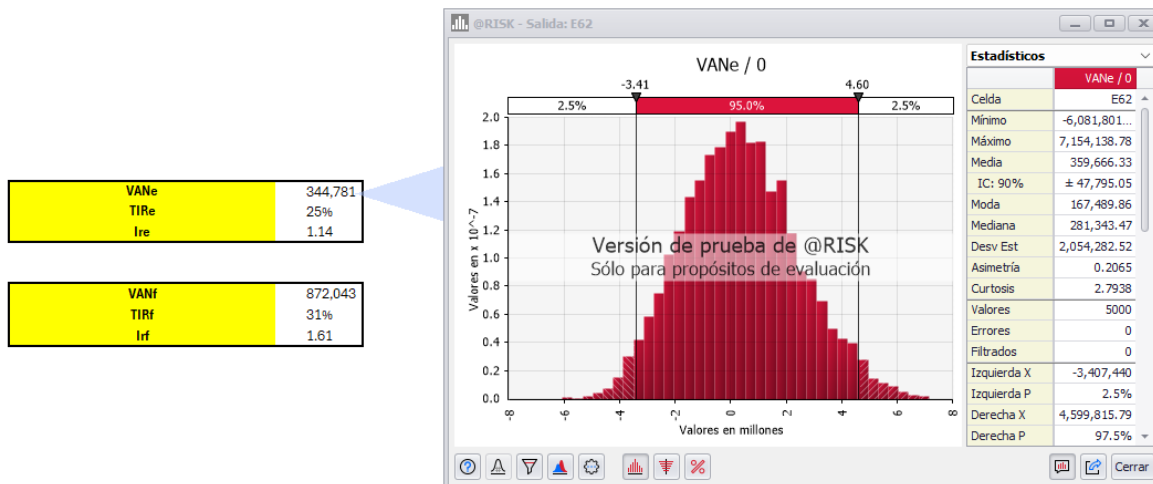 VANe 344,781
TIRe 25%
Ire 1.14
VANf 872,043
TIRf 31%
Irf 1.61
@RISK - Salida: E62
VANe / 0
-3.41 4.60
2.5% 95.0% 2.5%
Valores en x 10^-7
2.0
1.8
1.6
1.4
1.2
1.0
0.8
0.6
0.4
0.2
0.0
-8 -6 -4 -2 0 2 4 6 8
Valores en millones
Versión de prueba de @RISK
Sólo para propósitos de evaluación
Estadísticos
VANe / 0
Celda E62
Mínimo -6,081,801...
Máximo 7,154,138.78
Media 359,666.33
IC: 90% ± 47,795.05
Moda 167,489.86
Mediana 281,343.47
Desv Est 2,054,282.52
Asimetría 0.2065
Curtosis 2.7938
Valores 5000
Errores 0
Filtrados 0
Izquierda X -3,407,440
Izquierda P 2.5%
Derecha X 4,599,815.79
Derecha P 97.5%
Cerrar